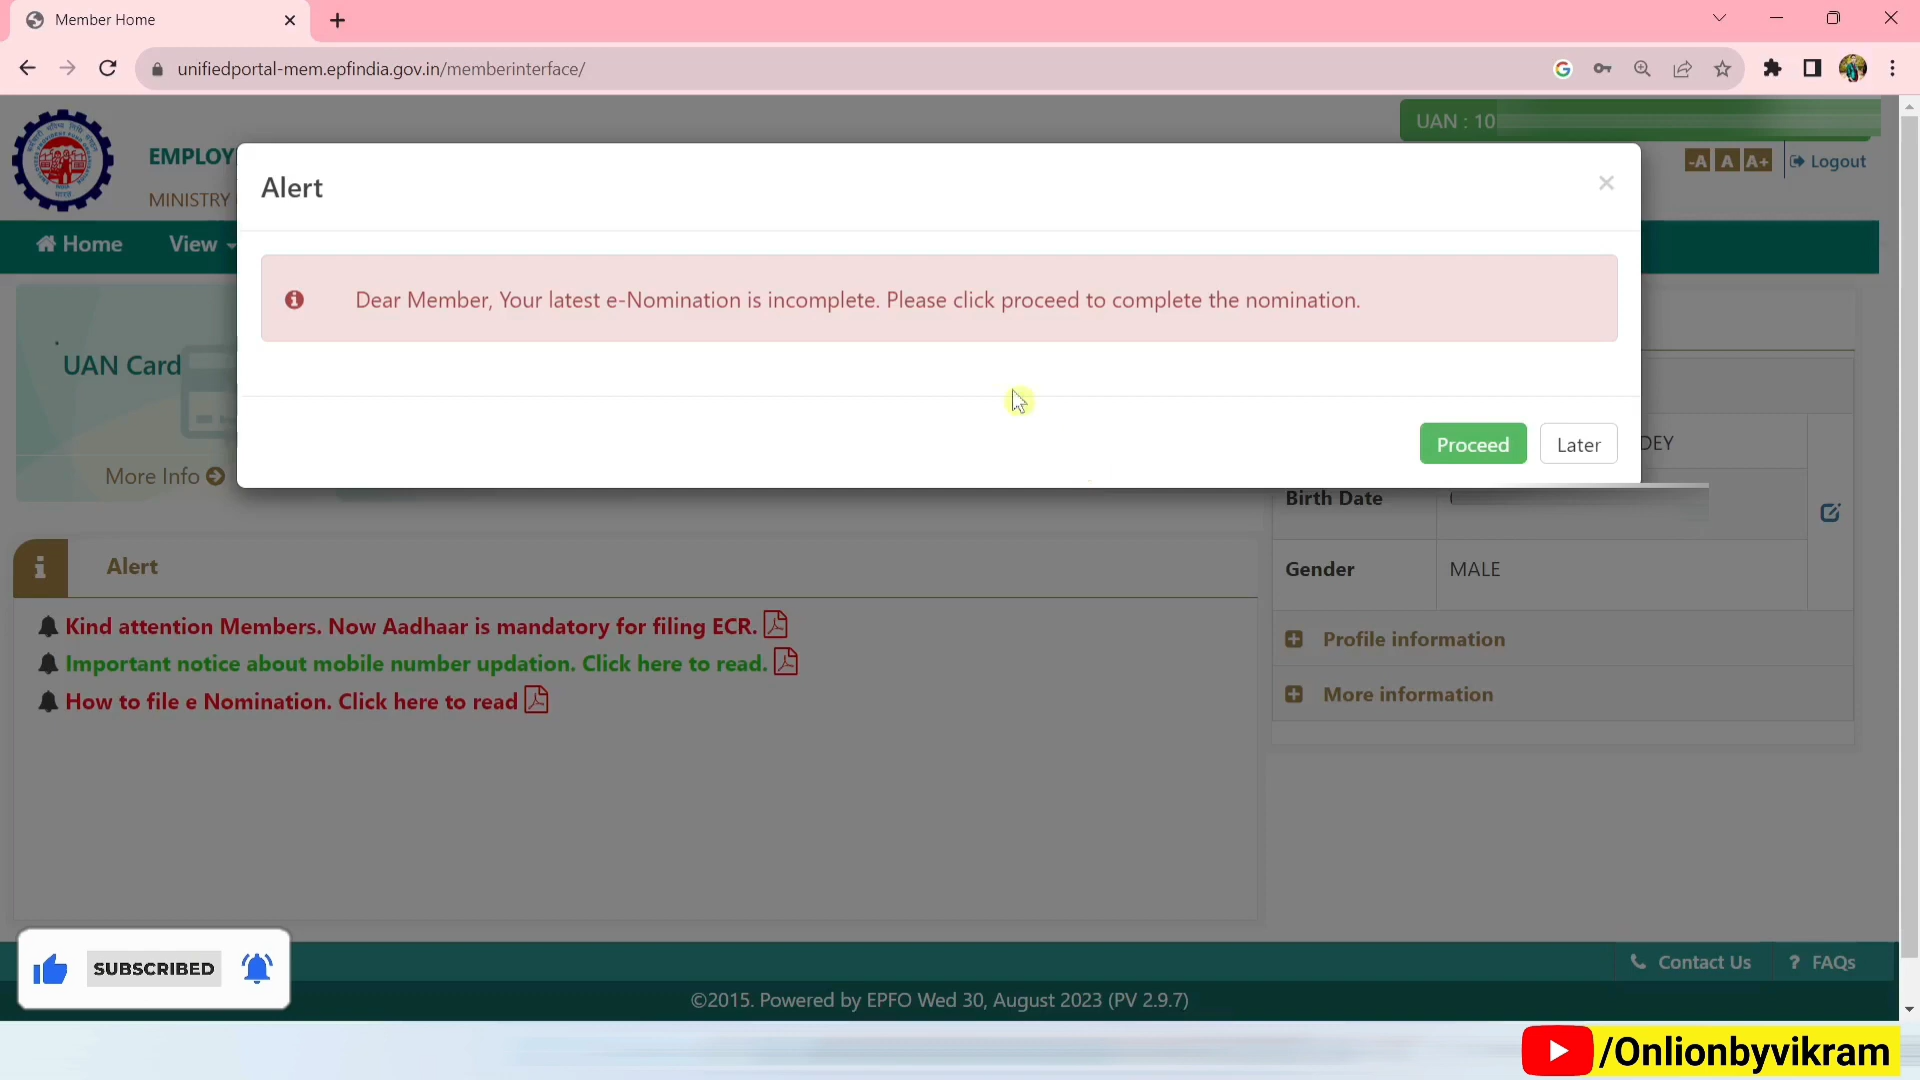 Member Home
unifiedportal-mem.epfindia.gov.in/memberinterface/
UAN : 10
EMPLOY
MINISTRY
-A A A+ Logout
Home View
Alert
Dear Member, Your latest e-Nomination is incomplete. Please click proceed to complete the nomination.
Proceed Later
UAN Card
More Info
DEY
Birth Date
Gender MALE
Profile information
More information
Alert
Kind attention Members. Now Aadhaar is mandatory for filing ECR.
Important notice about mobile number updation. Click here to read.
How to file e Nomination. Click here to read
SUBSCRIBED
Contact Us ? FAQs
©2015. Powered by EPFO Wed 30, August 2023 (PV 2.9.7)
/Onlionbyvikram